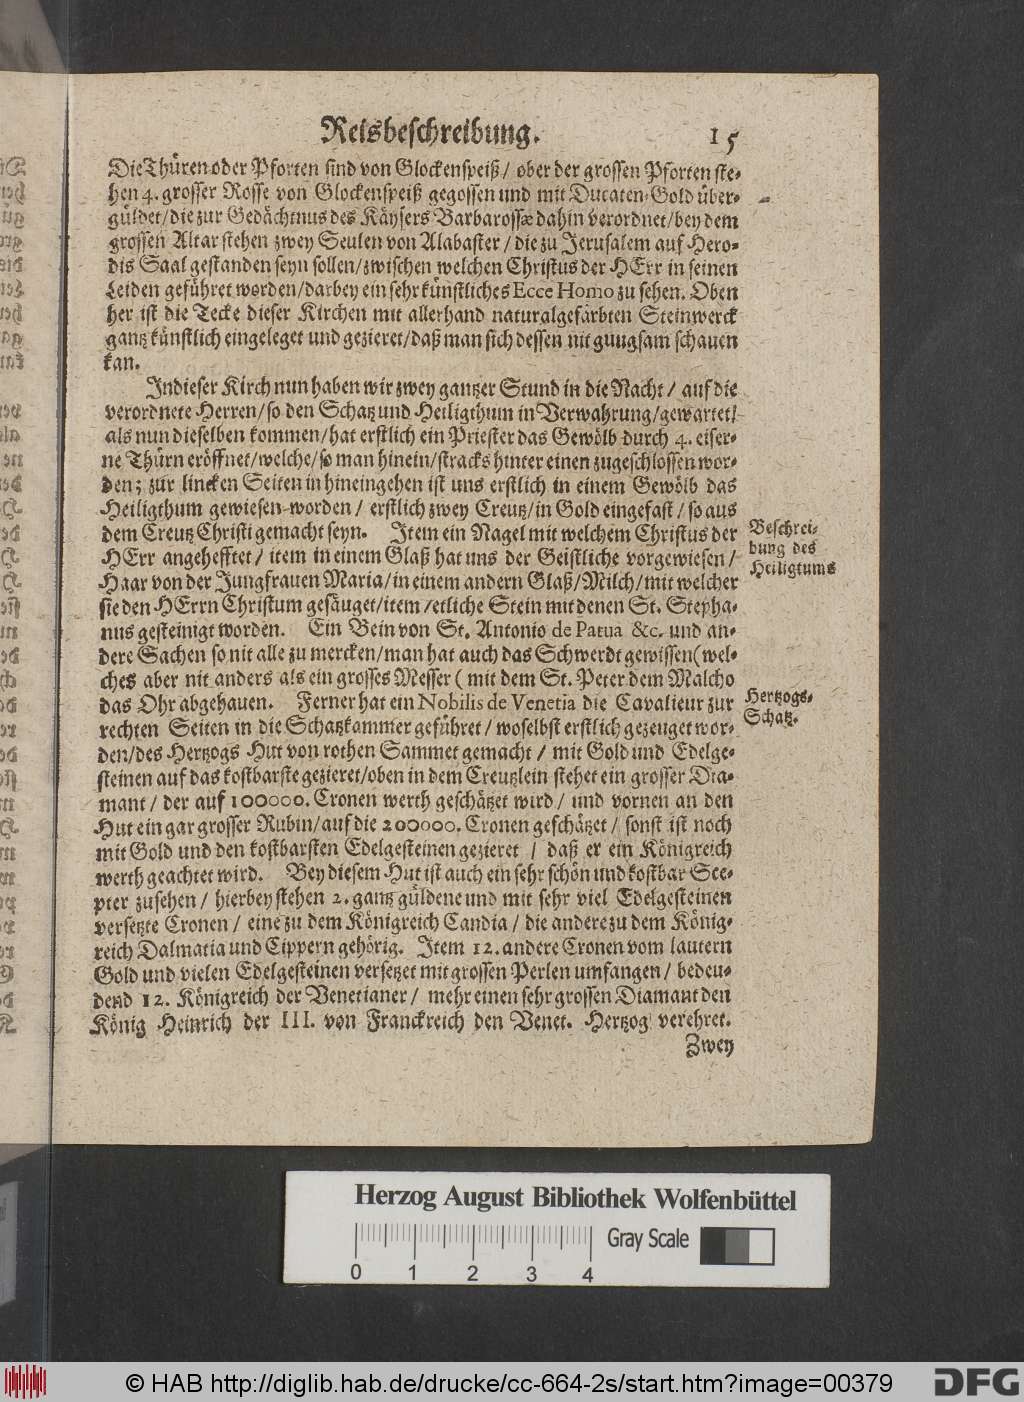 Reisbeschreibung. 15
Die Thüren oder Pforten sind von Glockenspeiß/ ober der grossen Pforten ste-
hen 4. grosser Rosse von Glockenspeiß gegossen und mit Ducaten-Gold über-
güldet/die zur Gedächtnus des Käysers Barbarossæ dahin verordnet/bey dem
grossen Altar stehen zwey Seulen von Alabaster/die zu Jerusalem auf Hero-
dis Saal gestanden seyn sollen/zwischen welchen Christus der HErr in seinen
Leiden geführet worden/darbey ein sehr künstliches Ecce Homo zu sehen. Oben
her ist die Tecke dieser Kirchen mit allerhand naturalgefärbten Steinwerck
gantz künstlich eingeleget und gezieret/daß man sich dessen nit gnugsam schauen
kan.
In dieser Kirch nun haben wir zwey gantzer Stund in die Nacht/ auf die
verordnete Herren/so den Schatz und Heiligthum in Verwahrung/gewartet/
als nun dieselben kommen/hat erstlich ein Priester das Gewölb durch 4. eiser-
ne Thürn eröffnet/welche/so man hinein/stracks hinter einen zugeschlossen wor-
den; zur lincken Seiten in hineingehen ist uns erstlich in einem Gewölb das
Heiligthum gewiesen worden/ erstlich zwey Creutz/in Gold eingefast/ so aus
dem Creutz Christi gemacht seyn. Item ein Nagel mit welchem Christus der
HErr angehefftet/ item in einem Glaß hat uns der Geistliche vorgewiesen/
Haar von der Jungfrauen Maria/in einem andern Glaß/Milch/mit welcher
sie den HErrn Christum gesäuget/item/etliche Stein mit denen St. Stepha-
nus gesteinigt worden. Ein Bein von St. Antonio de Patua &c. und an-
dere Sachen so nit alle zu mercken/man hat auch das Schwerdt gewissen(wel-
ches aber nit anders als ein grosses Messer( mit dem St. Peter dem Malcho
das Ohr abgehauen. Ferner hat ein Nobilis de Venetia die Cavalieur zur
rechten Seiten in die Schatzkammer geführet/ woselbst erstlich gezeuget wor-
den/des Hertzogs Hut von rothen Sammet gemacht/ mit Gold und Edelge-
steinen auf das kostbarste gezieret/oben in dem Creutzlein stehet ein grosser Dia-
mant/ der auf 100000. Cronen werth geschätzet wird/ und vornen an den
Hut ein gar grosser Rubin/auf die 200000. Cronen geschätzet/ sonst ist noch
mit Gold und den kostbarsten Edelgesteinen gezieret/ daß er ein Königreich
werth geachtet wird. Bey diesem Hut ist auch ein sehr schön und kostbar Sce-
pter zusehen/ hierbey stehen 2. gantz güldene und mit sehr viel Edelgesteinen
versetzte Cronen/ eine zu dem Königreich Candia/ die andere zu dem König-
reich Dalmatia und Cippern gehörig. Item 12. andere Cronen vom lautern
Gold und vielen Edelgesteinen versetzet mit grossen Perlen umfangen/ bedeu-
dend 12. Königreich der Venetianer/ mehr einen sehr grossen Diamant den
König Heinrich der III. von Franckreich den Venet. Hertzog verehret.
Zwey
Beschrei-
bung des
Heiligtums
Hertzogs-
Schatz.
Herzog August Bibliothek Wolfenbüttel
Gray Scale
0 1 2 3 4
© HAB http://diglib.hab.de/drucke/cc-664-2s/start.htm?image=00379
DFG